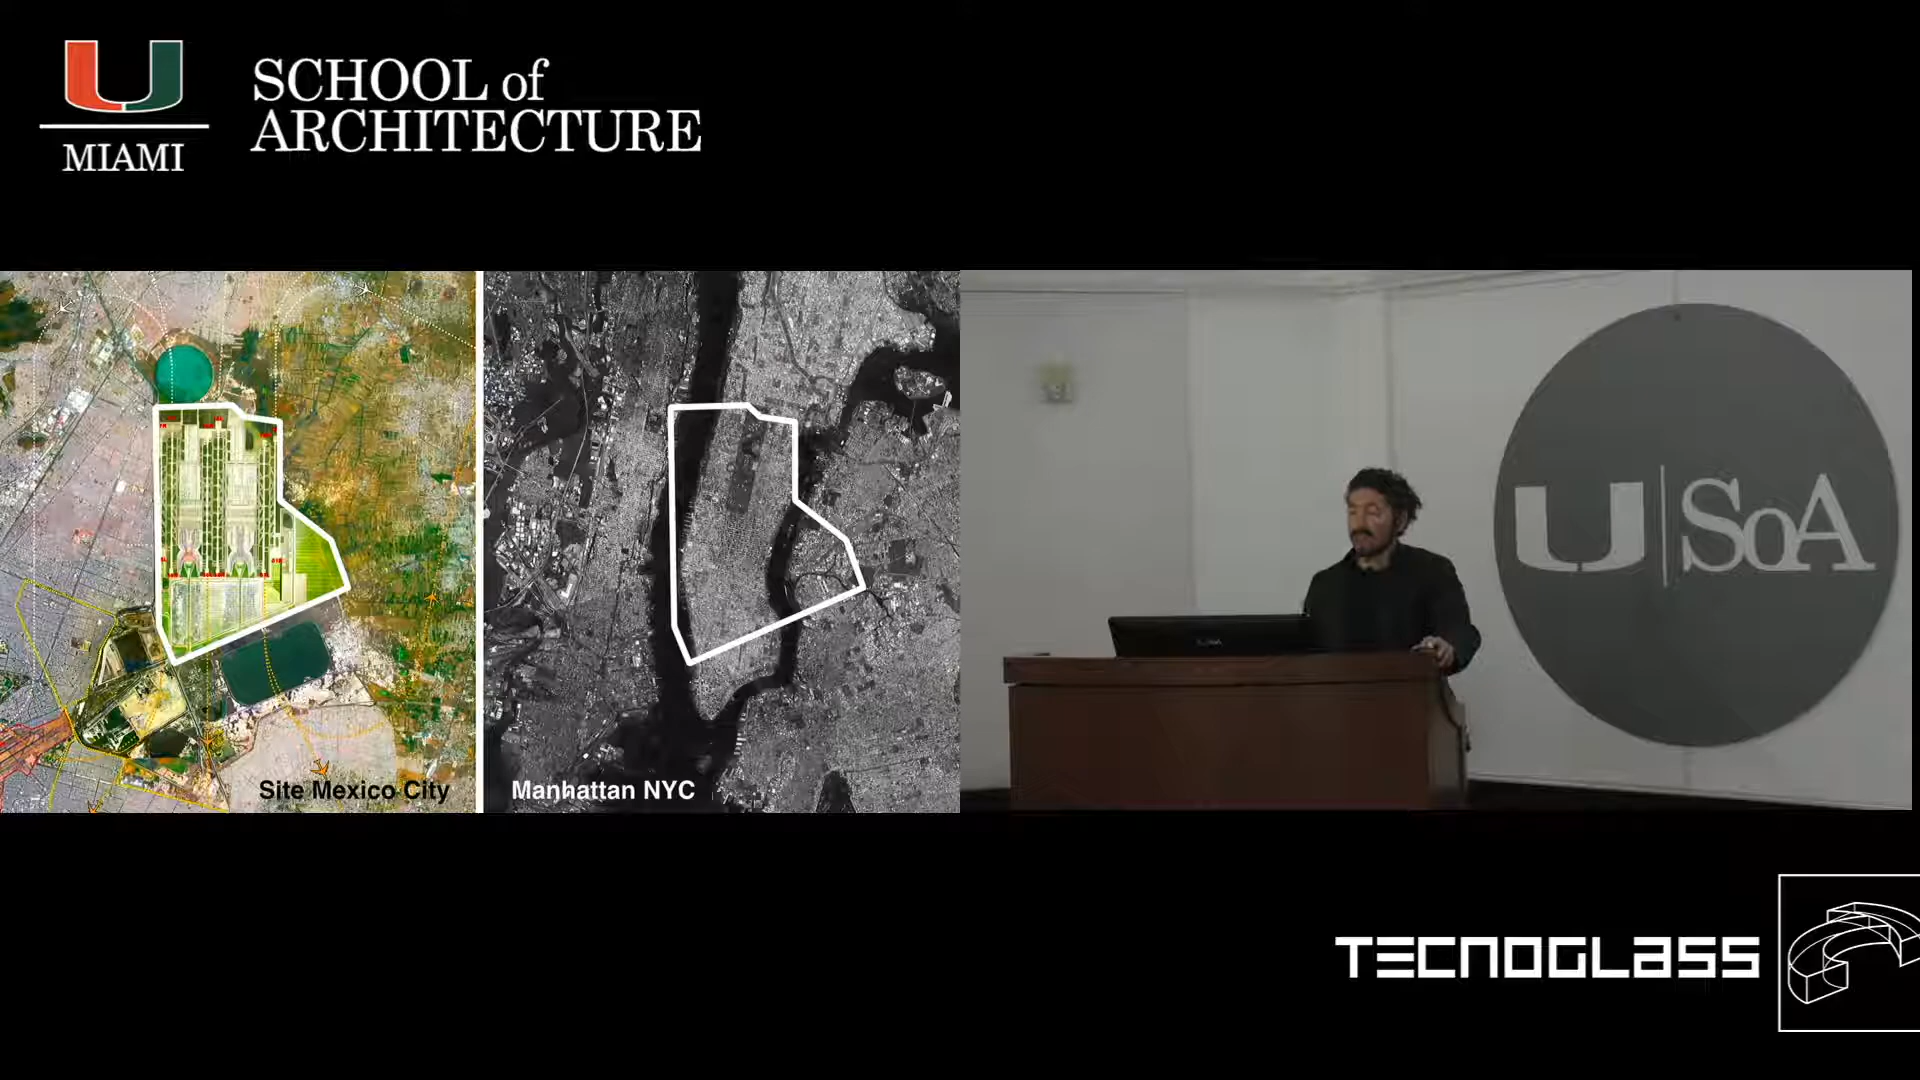 U
MIAMI
SCHOOL of
ARCHITECTURE
Site Mexico City
Manhattan NYC
U | SoA
TECNOGLASS